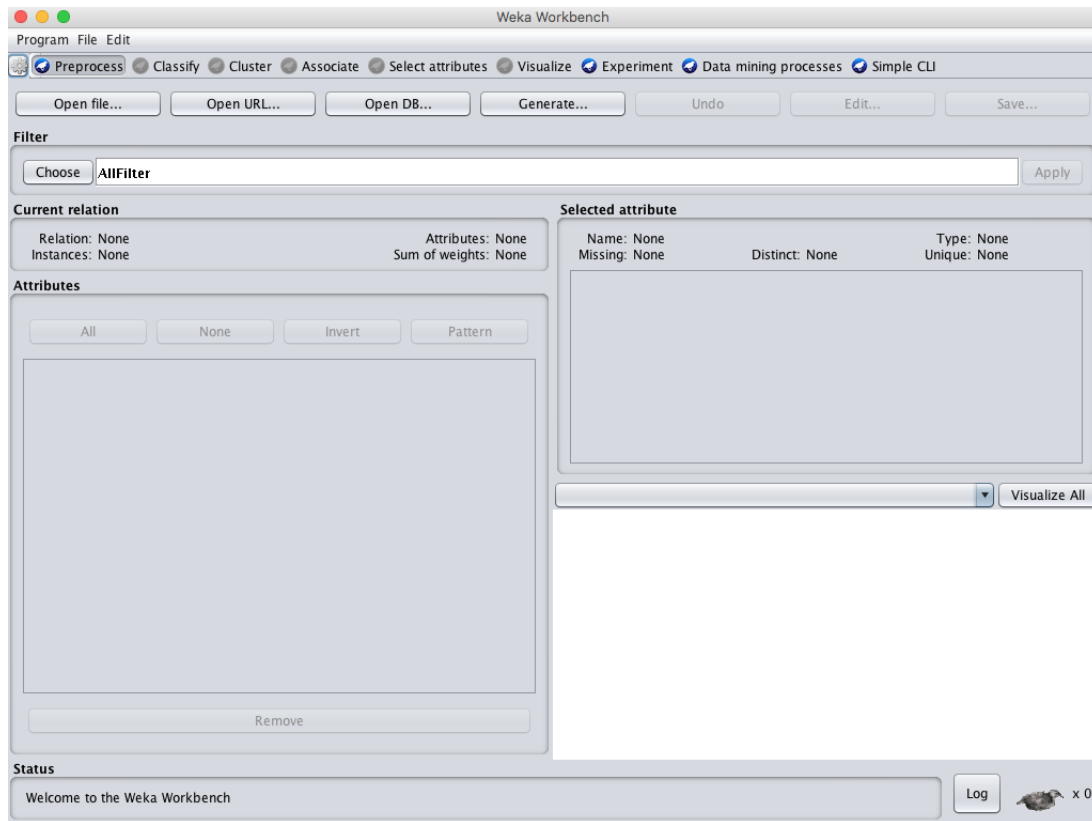 Weka Workbench
Program File Edit
Preprocess Classify Cluster Associate Select attributes Visualize Experiment Data mining processes Simple CLI
Open file... Open URL... Open DB... Generate... Undo Edit... Save...
Filter
Choose AllFilter Apply
Current relation
Relation: None Attributes: None
Instances: None Sum of weights: None
Attributes
All None Invert Pattern
Remove
Selected attribute
Name: None Type: None
Missing: None Distinct: None Unique: None
Visualize All
Status
Welcome to the Weka Workbench
Log x 0